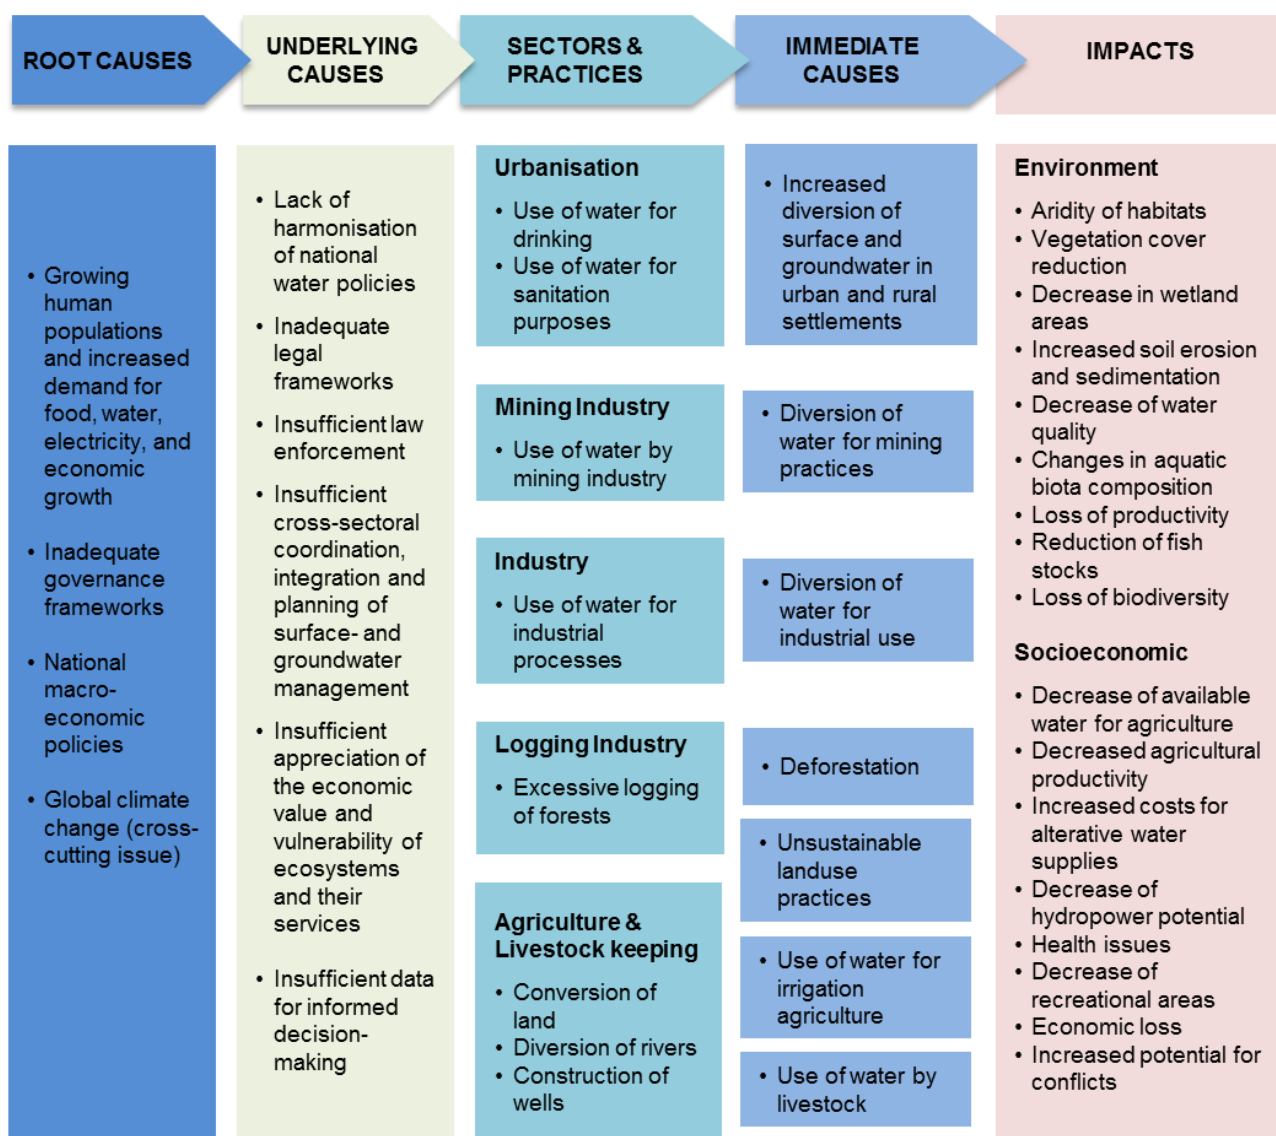 ROOT CAUSES
UNDERLYING
CAUSES
SECTORS &
PRACTICES
IMMEDIATE
CAUSES
IMPACTS
• Growing
human
populations
and increased
demand for
food, water,
electricity, and
economic
growth
• Inadequate
governance
frameworks
• National
macro-
economic
policies
• Global climate
change (cross-
cutting issue)
• Lack of
harmonisation
of national
water policies
• Inadequate
legal
frameworks
• Insufficient law
enforcement
• Insufficient
cross-sectoral
coordination,
integration and
planning of
surface- and
groundwater
management
• Insufficient
appreciation of
the economic
value and
vulnerability of
ecosystems
and their
services
• Insufficient data
for informed
decision-
making
Urbanisation
• Use of water for
drinking
• Use of water for
sanitation
purposes
Mining Industry
• Use of water by
mining industry
Industry
• Use of water for
industrial
processes
Logging Industry
• Excessive logging
of forests
Agriculture &
Livestock keeping
• Conversion of
land
• Diversion of rivers
• Construction of
wells
• Increased
diversion of
surface and
groundwater in
urban and rural
settlements
• Diversion of
water for mining
practices
• Diversion of
water for
industrial use
• Deforestation
• Unsustainable
landuse
practices
• Use of water for
irrigation
agriculture
• Use of water by
livestock
Environment
• Aridity of habitats
• Vegetation cover
reduction
• Decrease in wetland
areas
• Increased soil erosion
and sedimentation
• Decrease of water
quality
• Changes in aquatic
biota composition
• Loss of productivity
• Reduction of fish
stocks
• Loss of biodiversity
Socioeconomic
• Decrease of available
water for agriculture
• Decreased agricultural
productivity
• Increased costs for
alterative water
supplies
• Decrease of
hydropower potential
• Health issues
• Decrease of
recreational areas
• Economic loss
• Increased potential for
conflicts